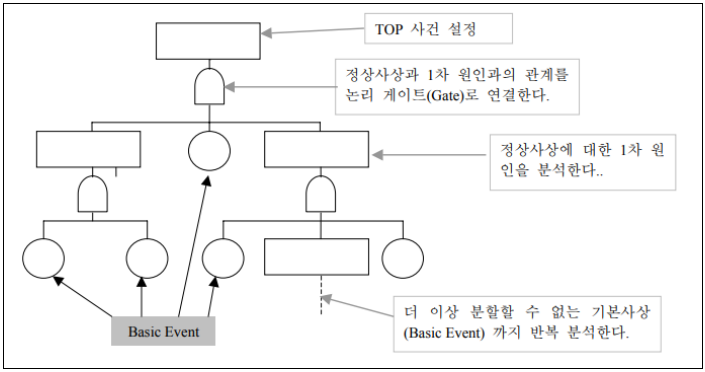 TOP 사건 설정
정상사상과 1차 원인과의 관계를
논리 게이트(Gate)로 연결한다.
정상사상에 대한 1차 원
인을 분석한다..
더 이상 분할할 수 없는 기본사상
(Basic Event) 까지 반복 분석한다.
Basic Event